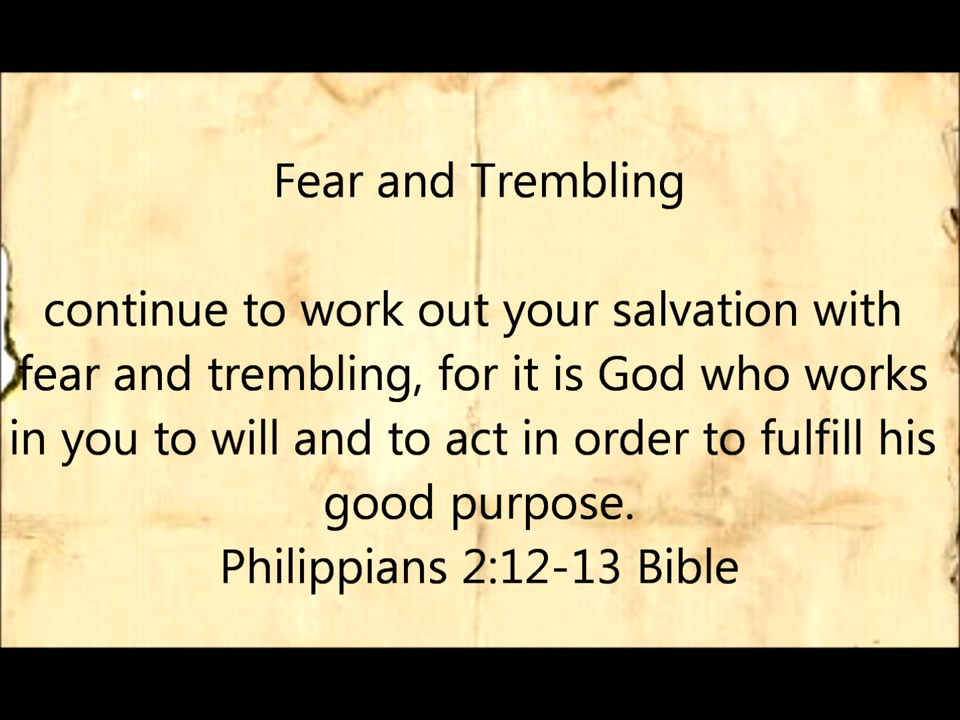 Fear and Trembling
continue to work out your salvation with
fear and trembling, for it is God who works
in you to will and to act in order to fulfill his
good purpose.
Philippians 2:12-13 Bible